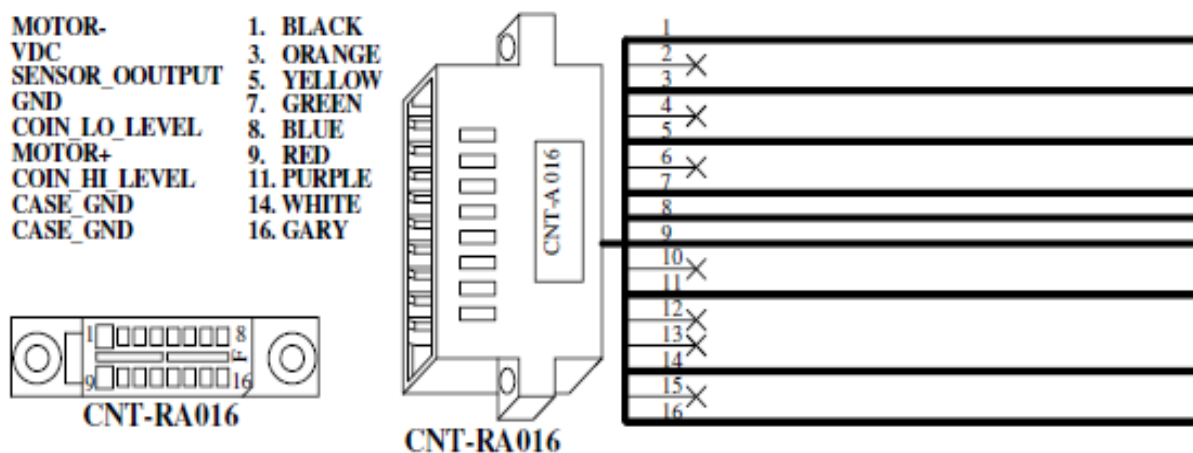 MOTOR- 1. BLACK
VDC 3. ORANGE
SENSOR_OOUTPUT 5. YELLOW
GND 7. GREEN
COIN_LO_LEVEL 8. BLUE
MOTOR+ 9. RED
COIN_HI_LEVEL 11. PURPLE
CASE_GND 14. WHITE
CASE_GND 16. GARY
1 8
F
9 16
CNT-RA016
CNT-A 016
CNT-RA016
1
2
3
4
5
6
7
8
9
10
11
12
13
14
15
16